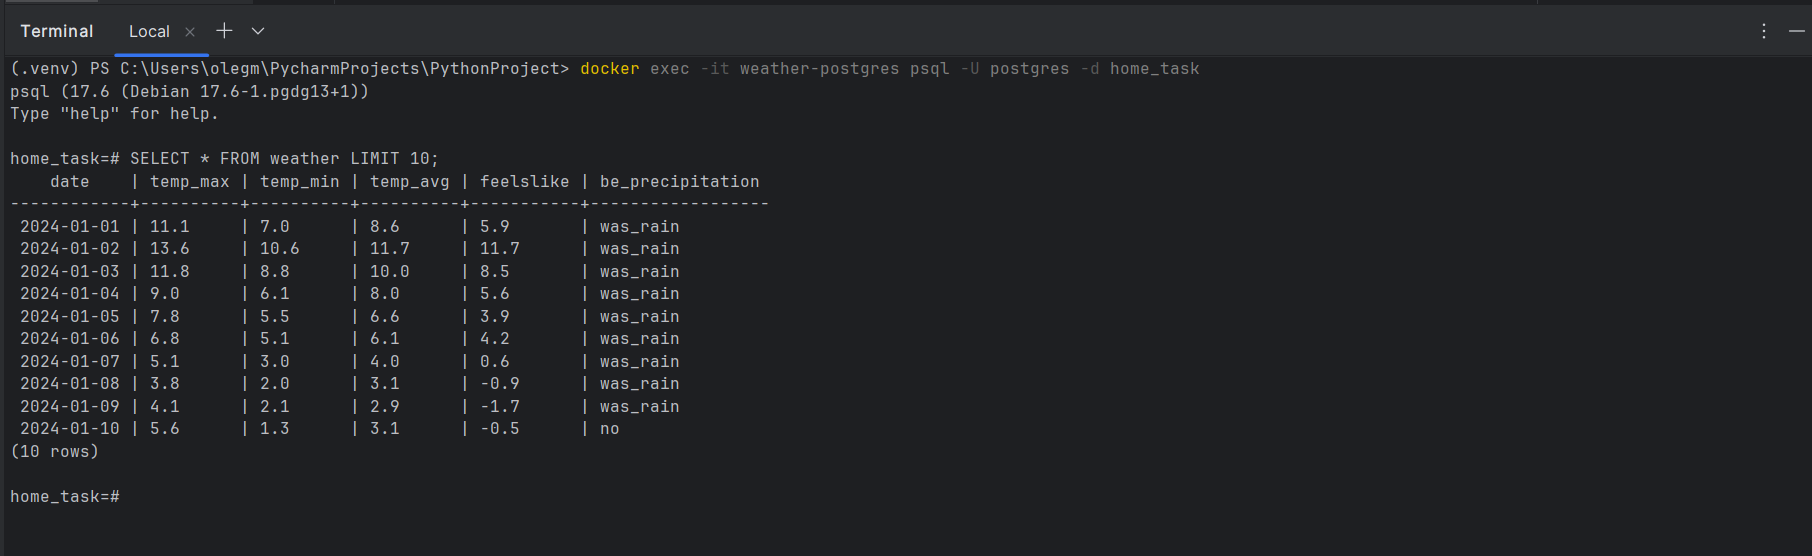 Terminal Local
(.venv) PS C:\Users\olegm\PycharmProjects\PythonProject> docker exec -it weather-postgres psql -U postgres -d home_task
psql (17.6 (Debian 17.6-1.pgdg13+1))
Type "help" for help.
home_task=# SELECT * FROM weather LIMIT 10;
    date    | temp_max | temp_min | temp_avg | feelslike | be_precipitation
------------+----------+----------+----------+-----------+------------------
 2024-01-01 | 11.1     | 7.0      | 8.6      | 5.9       | was_rain
 2024-01-02 | 13.6     | 10.6     | 11.7     | 11.7      | was_rain
 2024-01-03 | 11.8     | 8.8      | 10.0     | 8.5       | was_rain
 2024-01-04 | 9.0      | 6.1      | 8.0      | 5.6       | was_rain
 2024-01-05 | 7.8      | 5.5      | 6.6      | 3.9       | was_rain
 2024-01-06 | 6.8      | 5.1      | 6.1      | 4.2       | was_rain
 2024-01-07 | 5.1      | 3.0      | 4.0      | 0.6       | was_rain
 2024-01-08 | 3.8      | 2.0      | 3.1      | -0.9      | was_rain
 2024-01-09 | 4.1      | 2.1      | 2.9      | -1.7      | was_rain
 2024-01-10 | 5.6      | 1.3      | 3.1      | -0.5      | no
(10 rows)
home_task=#